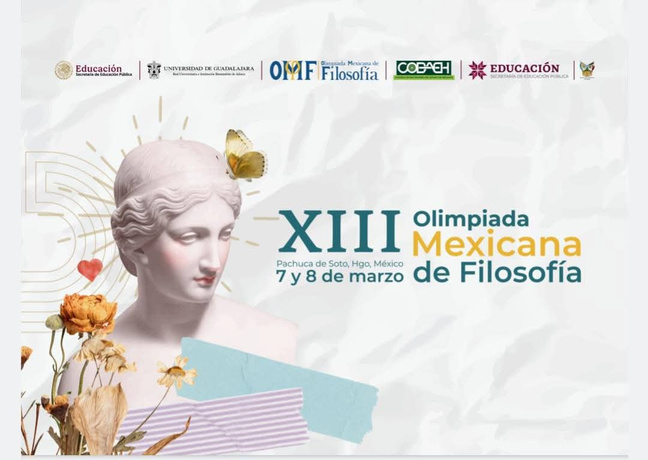 Educación
Secretaría de Educación Pública
UNIVERSIDAD DE GUADALAJARA
OMF Olimpiada Mexicana de
Filosofía
COBAEH
EDUCACIÓN
SECRETARÍA DE EDUCACIÓN PÚBLICA
XIII Olimpiada
Mexicana
de Filosofía
Pachuca de Soto, Hgo, México
7 y 8 de marzo